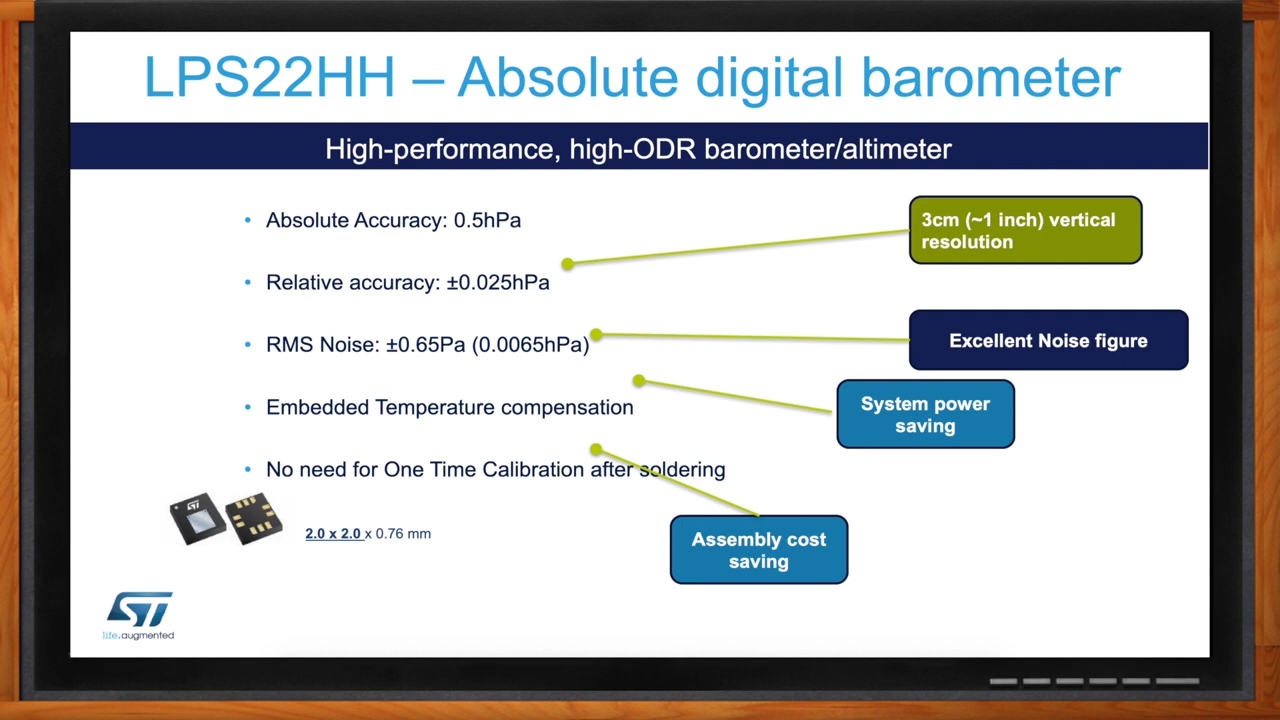 LPS22HH – Absolute digital barometer
High-performance, high-ODR barometer/altimeter
• Absolute Accuracy: 0.5hPa
• Relative accuracy: ±0.025hPa
• RMS Noise: ±0.65Pa (0.0065hPa)
• Embedded Temperature compensation
• No need for One Time Calibration after soldering
3cm (~1 inch) vertical
resolution
Excellent Noise figure
System power
saving
Assembly cost
saving
ST
2.0 x 2.0 x 0.76 mm
ST
life.augmented